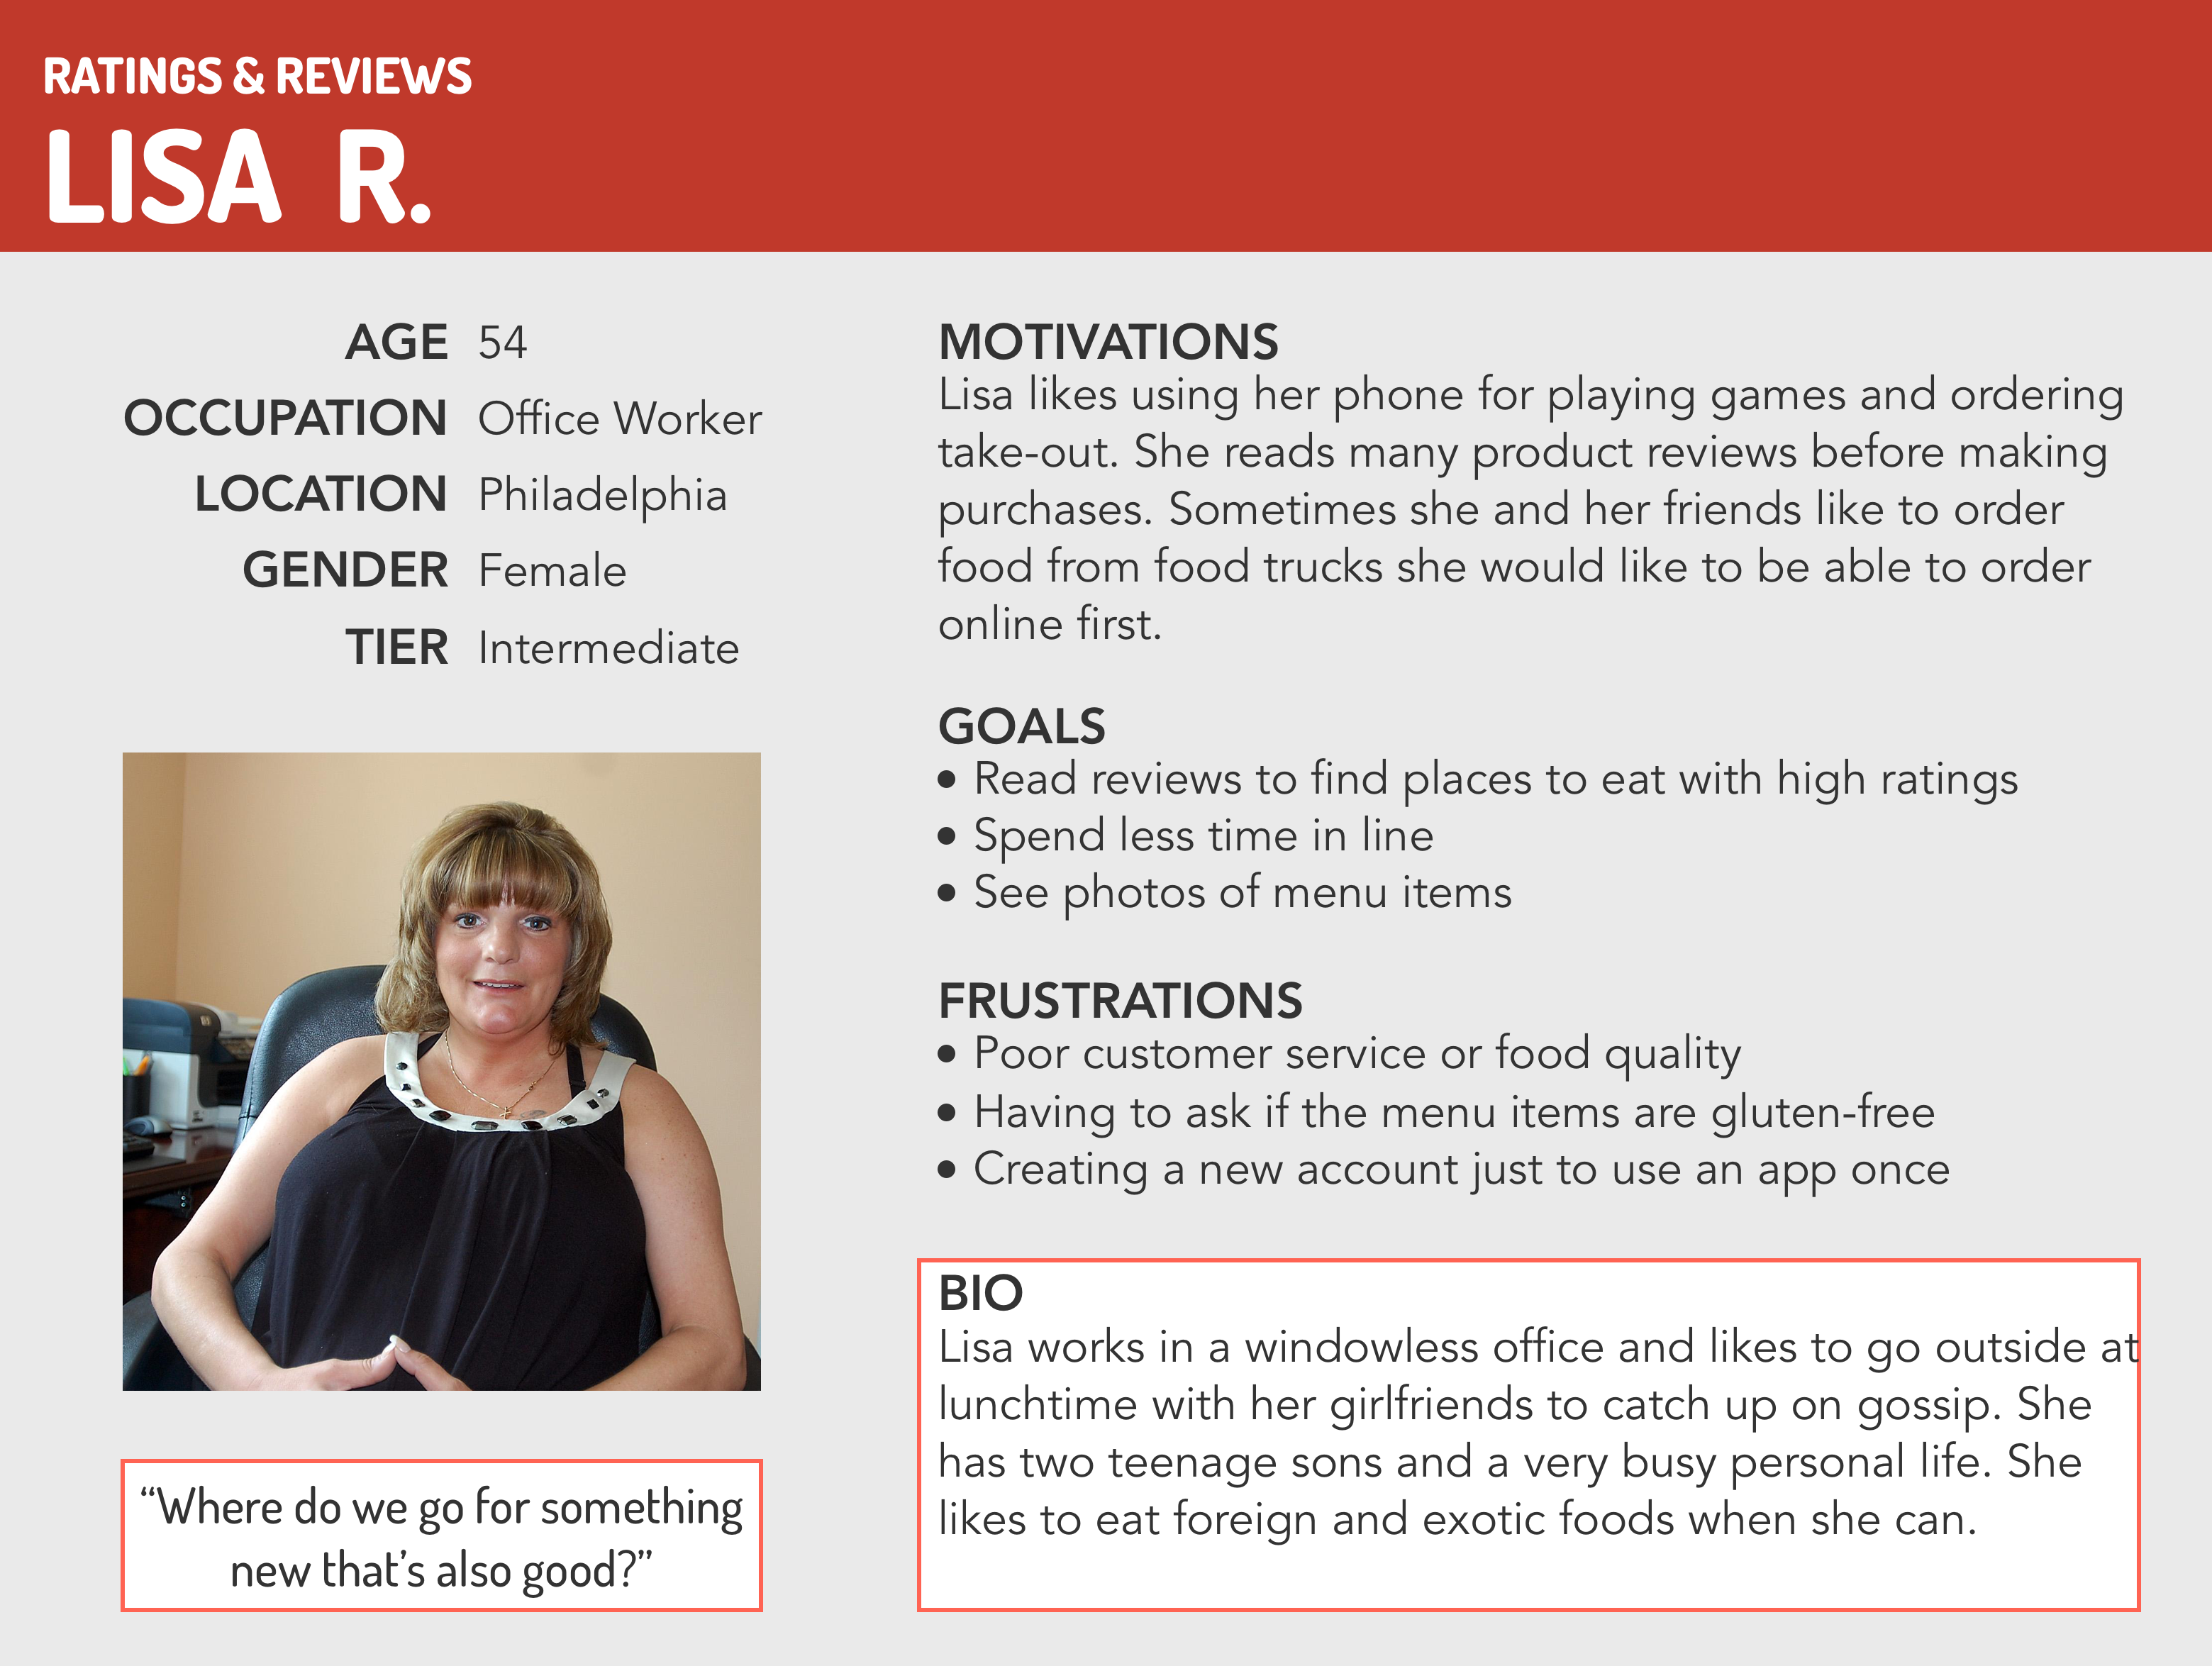 RATINGS & REVIEWS
LISA R.
AGE 54
OCCUPATION Office Worker
LOCATION Philadelphia
GENDER Female
TIER Intermediate
“Where do we go for something
new that’s also good?”
MOTIVATIONS
Lisa likes using her phone for playing games and ordering
take-out. She reads many product reviews before making
purchases. Sometimes she and her friends like to order
food from food trucks she would like to be able to order
online first.
GOALS
• Read reviews to find places to eat with high ratings
• Spend less time in line
• See photos of menu items
FRUSTRATIONS
• Poor customer service or food quality
• Having to ask if the menu items are gluten-free
• Creating a new account just to use an app once
BIO
Lisa works in a windowless office and likes to go outside at
lunchtime with her girlfriends to catch up on gossip. She
has two teenage sons and a very busy personal life. She
likes to eat foreign and exotic foods when she can.